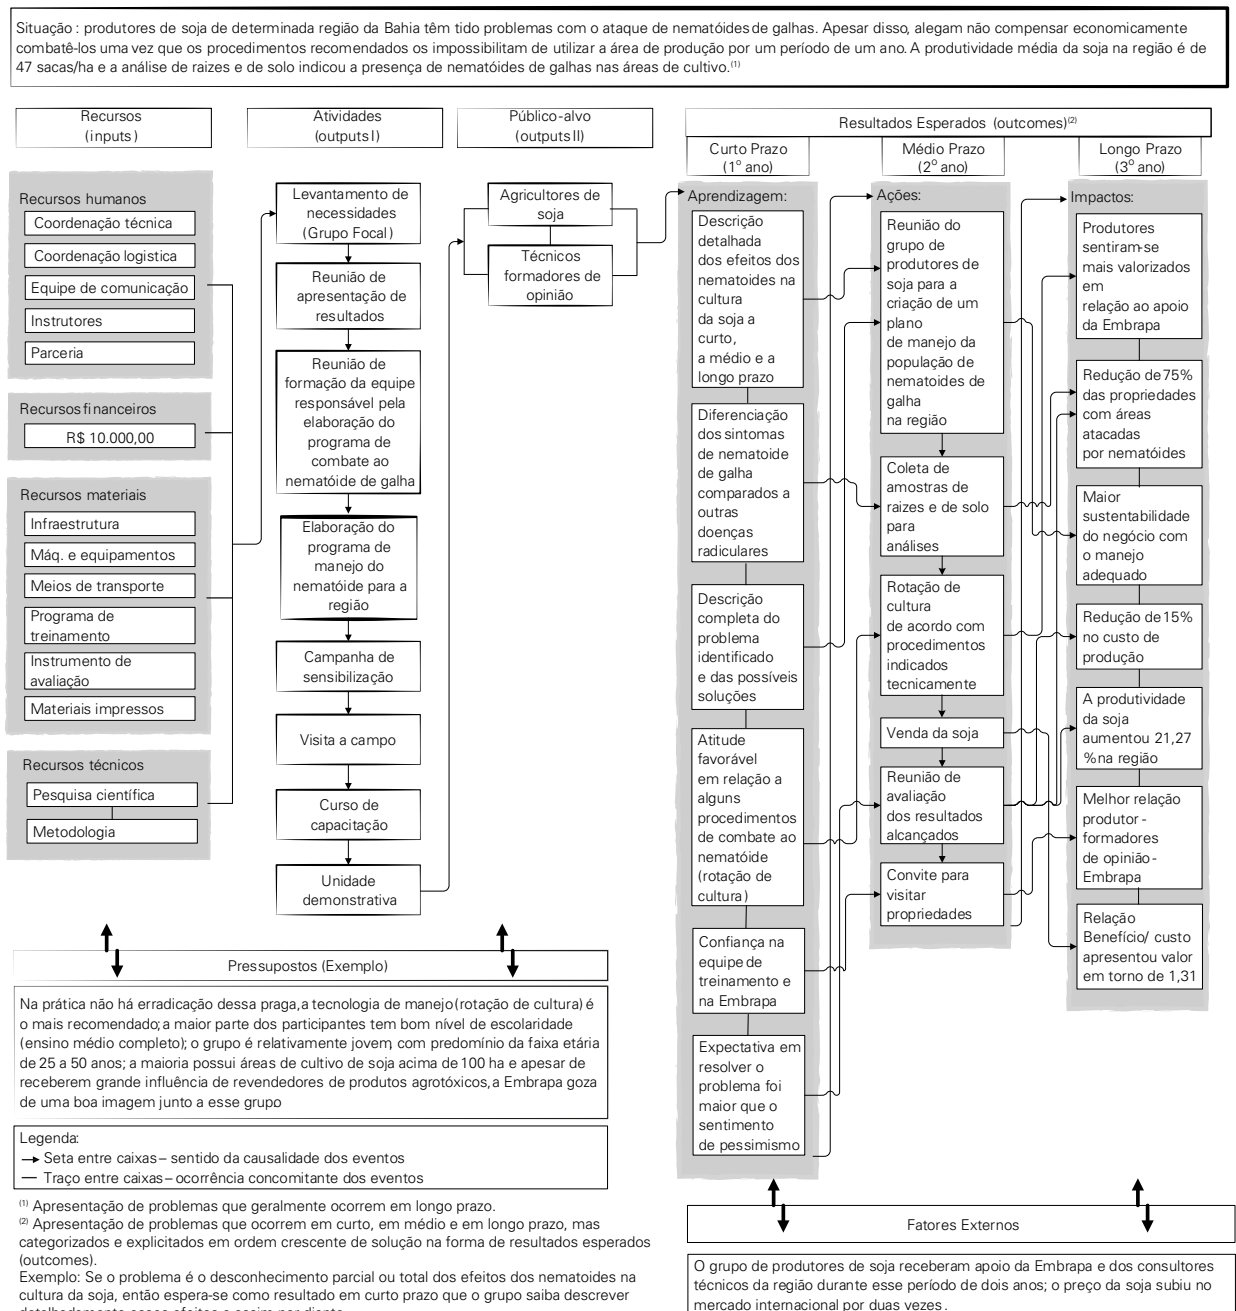 Situação : produtores de soja de determinada região da Bahia têm tido problemas com o ataque de nematóides de galhas. Apesar disso, alegam não compensar economicamente
combatê-los uma vez que os procedimentos recomendados os impossibilitam de utilizar a área de produção por um período de um ano. A produtividade média da soja na região é de
47 sacas/ha e a análise de raizes e de solo indicou a presença de nematóides de galhas nas áreas de cultivo.(1)
Recursos
(inputs)
Atividades
(outputs I)
Público-alvo
(outputs II)
Resultados Esperados (outcomes)(2)
Curto Prazo
(1º ano)
Médio Prazo
(2º ano)
Longo Prazo
(3º ano)
Recursos humanos
Coordenação técnica
Coordenação logistica
Equipe de comunicação
Instrutores
Parceria
Recursos financeiros
R$ 10.000,00
Recursos materiais
Infraestrutura
Máq. e equipamentos
Meios de transporte
Programa de
treinamento
Instrumento de
avaliação
Materiais impressos
Recursos técnicos
Pesquisa científica
Metodologia
Levantamento de
necessidades
(Grupo Focal)
Reunião de
apresentação de
resultados
Reunião de
formação da equipe
responsável pela
elaboração do
programa de
combate ao
nematóide de galha
Elaboração do
programa de
manejo do
nematóide para a
região
Campanha de
sensibilização
Visita a campo
Curso de
capacitação
Unidade
demonstrativa
Agricultores de
soja
Técnicos
formadores de
opinião
Aprendizagem:
Descrição
detalhada
dos efeitos dos
nematoides na
cultura
da soja a
curto,
a médio e a
longo prazo
Diferenciação
dos sintomas
de nematoide
de galha
comparados a
outras
doenças
radiculares
Descrição
completa do
problema
identificado
e das possíveis
soluções
Atitude
favorável
em relação a
alguns
procedimentos
de combate ao
nematóide
(rotação de
cultura)
Confiança na
equipe de
treinamento e
na Embrapa
Expectativa em
resolver o
problema foi
maior que o
sentimento
de pessimismo
Ações:
Reunião do
grupo de
produtores de
soja para a
criação de um
plano
de manejo da
população de
nematoides de
galha
na região
Coleta de
amostras de
raizes e de solo
para
análises
Rotação de
cultura
de acordo com
procedimentos
indicados
tecnicamente
Venda da soja
Reunião de
avaliação
dos resultados
alcançados
Convite para
visitar
propriedades
Impactos:
Produtores
sentiram-se
mais valorizados
em
relação ao apoio
da Embrapa
Redução de 75%
das propriedades
com áreas
atacadas
por nematóides
Maior
sustentabilidade
do negócio com
o manejo
adequado
Redução de 15%
no custo de
produção
A produtividade
da soja
aumentou 21,27
% na região
Melhor relação
produtor -
formadores
de opinião -
Embrapa
Relação
Benefício/ custo
apresentou valor
em torno de 1,31
Pressupostos (Exemplo)
Na prática não há erradicação dessa praga, a tecnologia de manejo (rotação de cultura) é
o mais recomendado; a maior parte dos participantes tem bom nível de escolaridade
(ensino médio completo); o grupo é relativamente jovem, com predomínio da faixa etária
de 25 a 50 anos; a maioria possui áreas de cultivo de soja acima de 100 ha e apesar de
receberem grande influência de revendedores de produtos agrotóxicos, a Embrapa goza
de uma boa imagem junto a esse grupo
Legenda:
Seta entre caixas – sentido da causalidade dos eventos
Traço entre caixas – ocorrência concomitante dos eventos
(1) Apresentação de problemas que geralmente ocorrem em longo prazo.
(2) Apresentação de problemas que ocorrem em curto, em médio e em longo prazo, mas
categorizados e explicitados em ordem crescente de solução na forma de resultados esperados
(outcomes).
Exemplo: Se o problema é o desconhecimento parcial ou total dos efeitos dos nematoides na
cultura da soja, então espera-se como resultado em curto prazo que o grupo saiba descrever
Fatores Externos
O grupo de produtores de soja receberam apoio da Embrapa e dos consultores
técnicos da região durante esse período de dois anos; o preço da soja subiu no
mercado internacional por duas vezes.